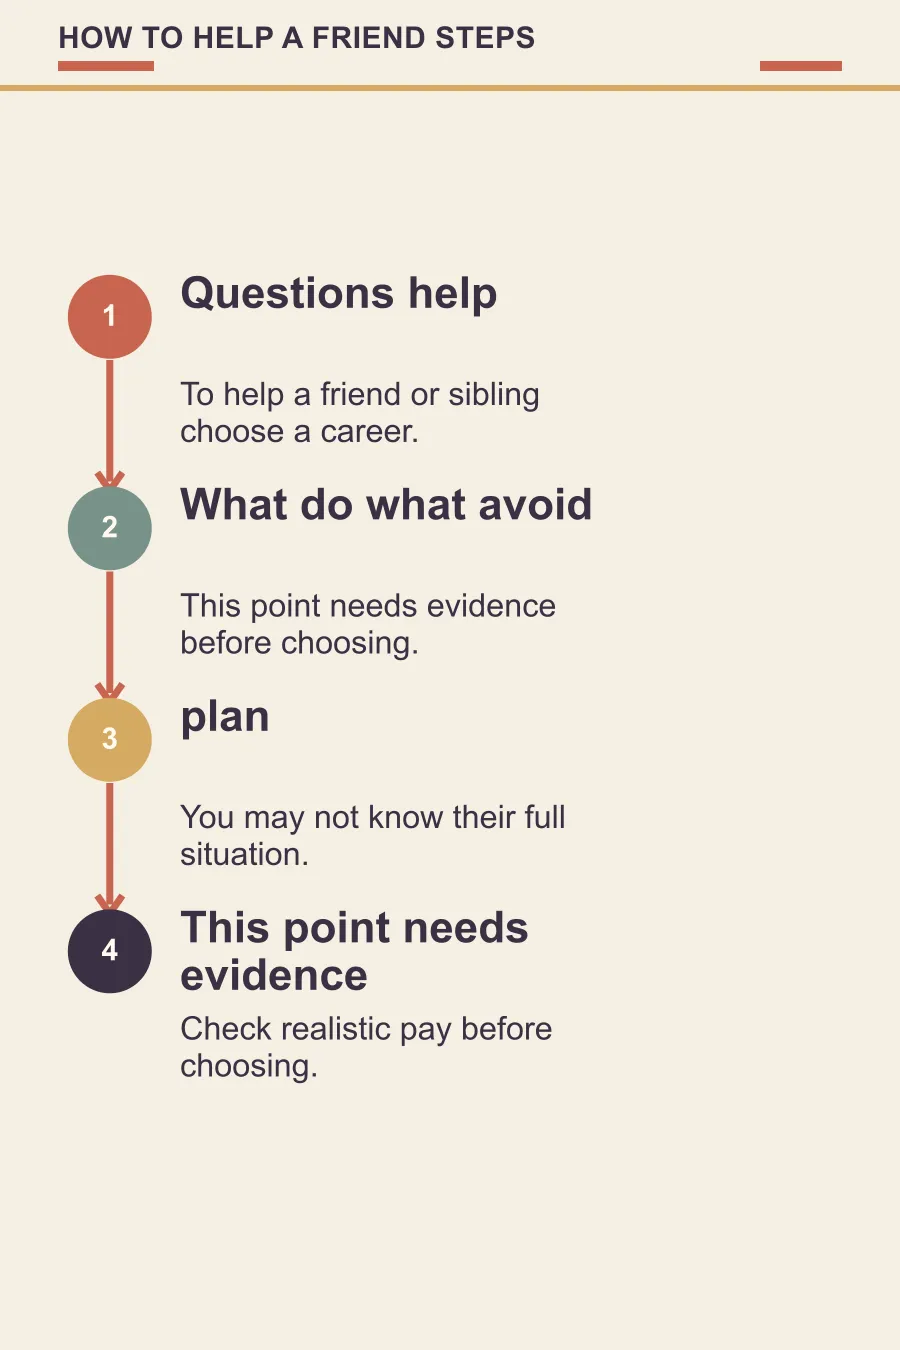 HOW TO HELP A FRIEND STEPS
1
Questions help
To help a friend or sibling
choose a career.
2
What do what avoid
This point needs evidence
before choosing.
3
plan
You may not know their full
situation.
4
This point needs
evidence
Check realistic pay before
choosing.